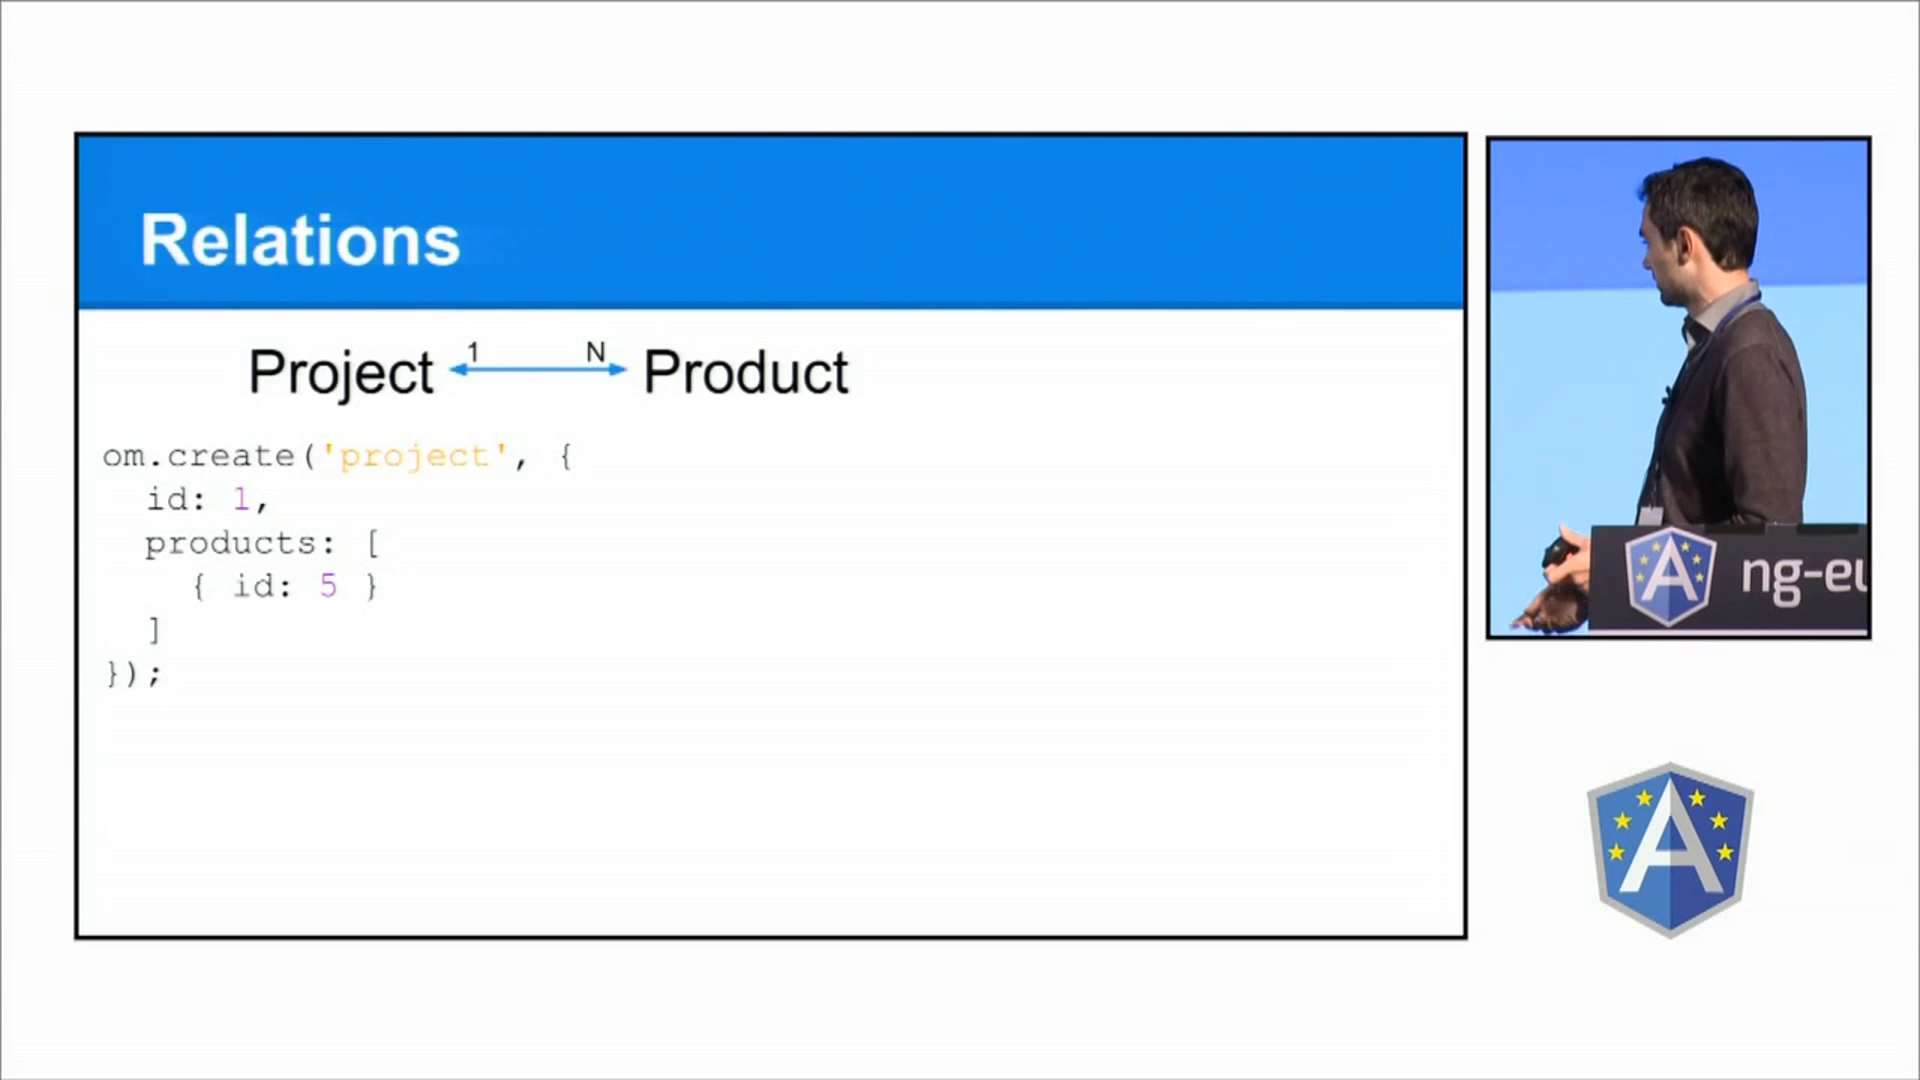 Relations
Project 1 N Product
om.create('project', {
  id: 1,
  products: [
    { id: 5 }
  ]
});
A ng-eu
A